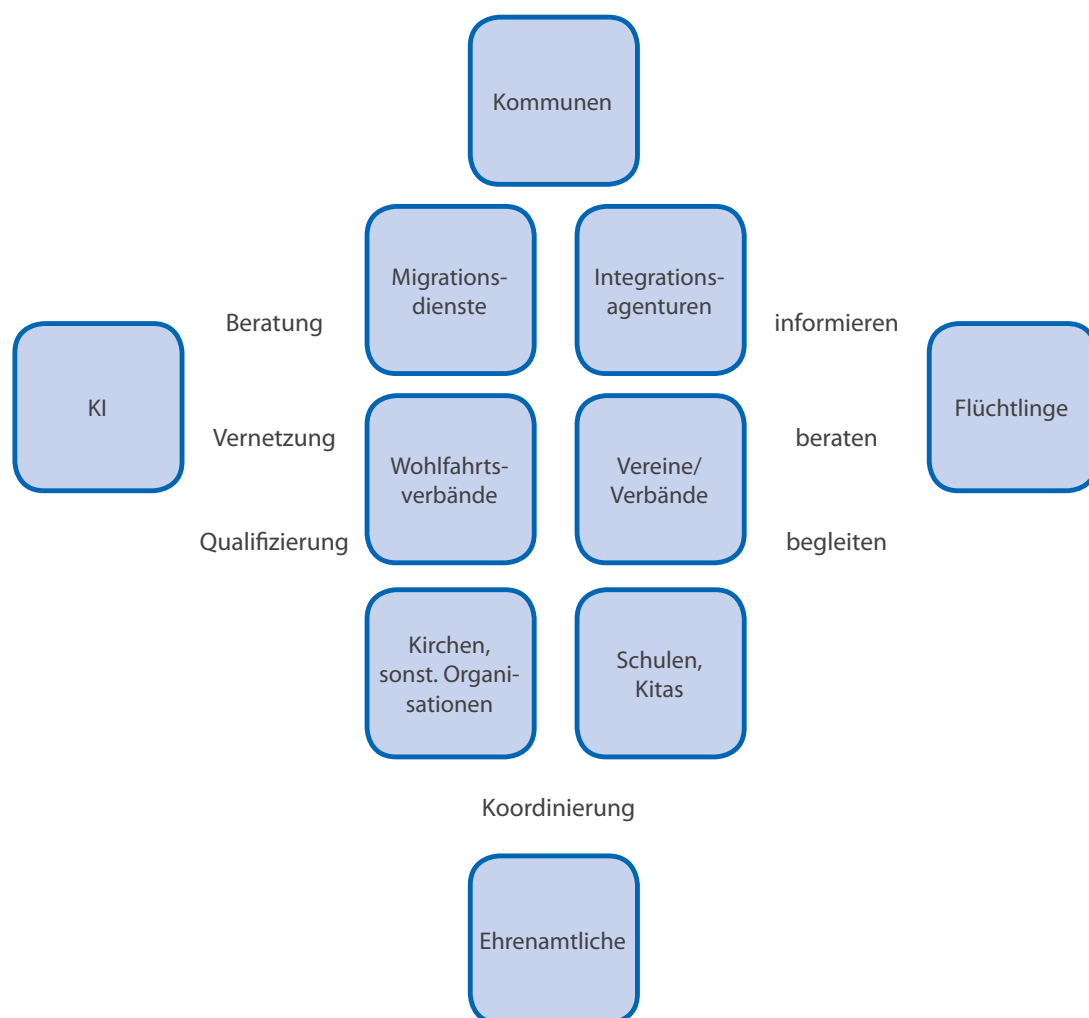 Kommunen
Migrations-
dienste
Integrations-
agenturen
Beratung
informieren
KI
Flüchtlinge
Vernetzung
beraten
Wohlfahrts-
verbände
Vereine/
Verbände
Qualifizierung
begleiten
Kirchen,
sonst. Organi-
sationen
Schulen,
Kitas
Koordinierung
Ehrenamtliche